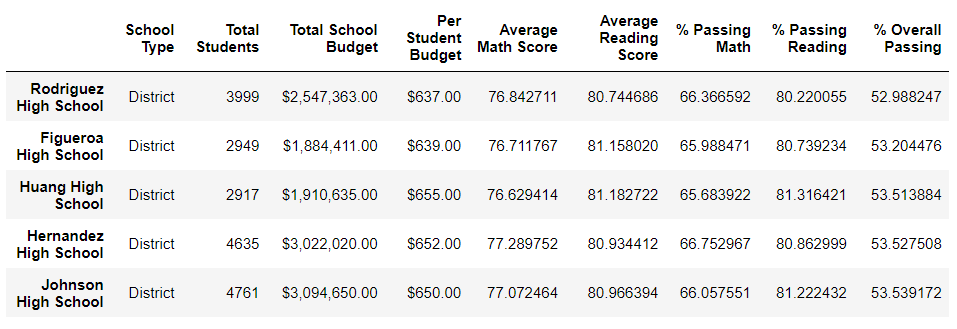 School Type Total Students Total School Budget Per Student Budget Average Math Score Average Reading Score % Passing Math % Passing Reading % Overall Passing
Rodriguez High School District 3999 $2,547,363.00 $637.00 76.842711 80.744686 66.366592 80.220055 52.988247
Figueroa High School District 2949 $1,884,411.00 $639.00 76.711767 81.158020 65.988471 80.739234 53.204476
Huang High School District 2917 $1,910,635.00 $655.00 76.629414 81.182722 65.683922 81.316421 53.513884
Hernandez High School District 4635 $3,022,020.00 $652.00 77.289752 80.934412 66.752967 80.862999 53.527508
Johnson High School District 4761 $3,094,650.00 $650.00 77.072464 80.966394 66.057551 81.222432 53.539172